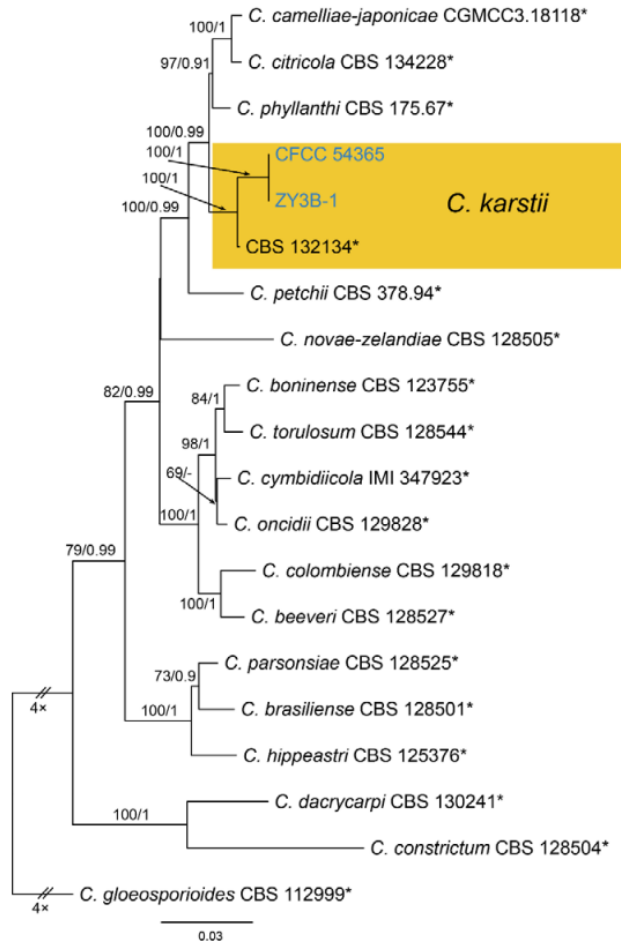 C. camelliae-japonicae CGMCC3.18118*
100/1
C. citricola CBS 134228*
97/0.91
C. phyllanthi CBS 175.67*
100/0.99
100/1
CFCC 54365
100/1
ZY3B-1
C. karstii
100/0.99
CBS 132134*
C. petchii CBS 378.94*
C. novae-zelandiae CBS 128505*
C. boninense CBS 123755*
82/0.99
84/1
C. torulosum CBS 128544*
98/1
69/-
C. cymbidiicola IMI 347923*
100/1
C. oncidii CBS 129828*
79/0.99
C. colombiense CBS 129818*
100/1
C. beeveri CBS 128527*
C. parsonsiae CBS 128525*
73/0.9
C. brasiliense CBS 128501*
4×
100/1
C. hippeastri CBS 125376*
C. dacrycarpi CBS 130241*
100/1
C. constrictum CBS 128504*
C. gloeosporioides CBS 112999*
4×
0.03